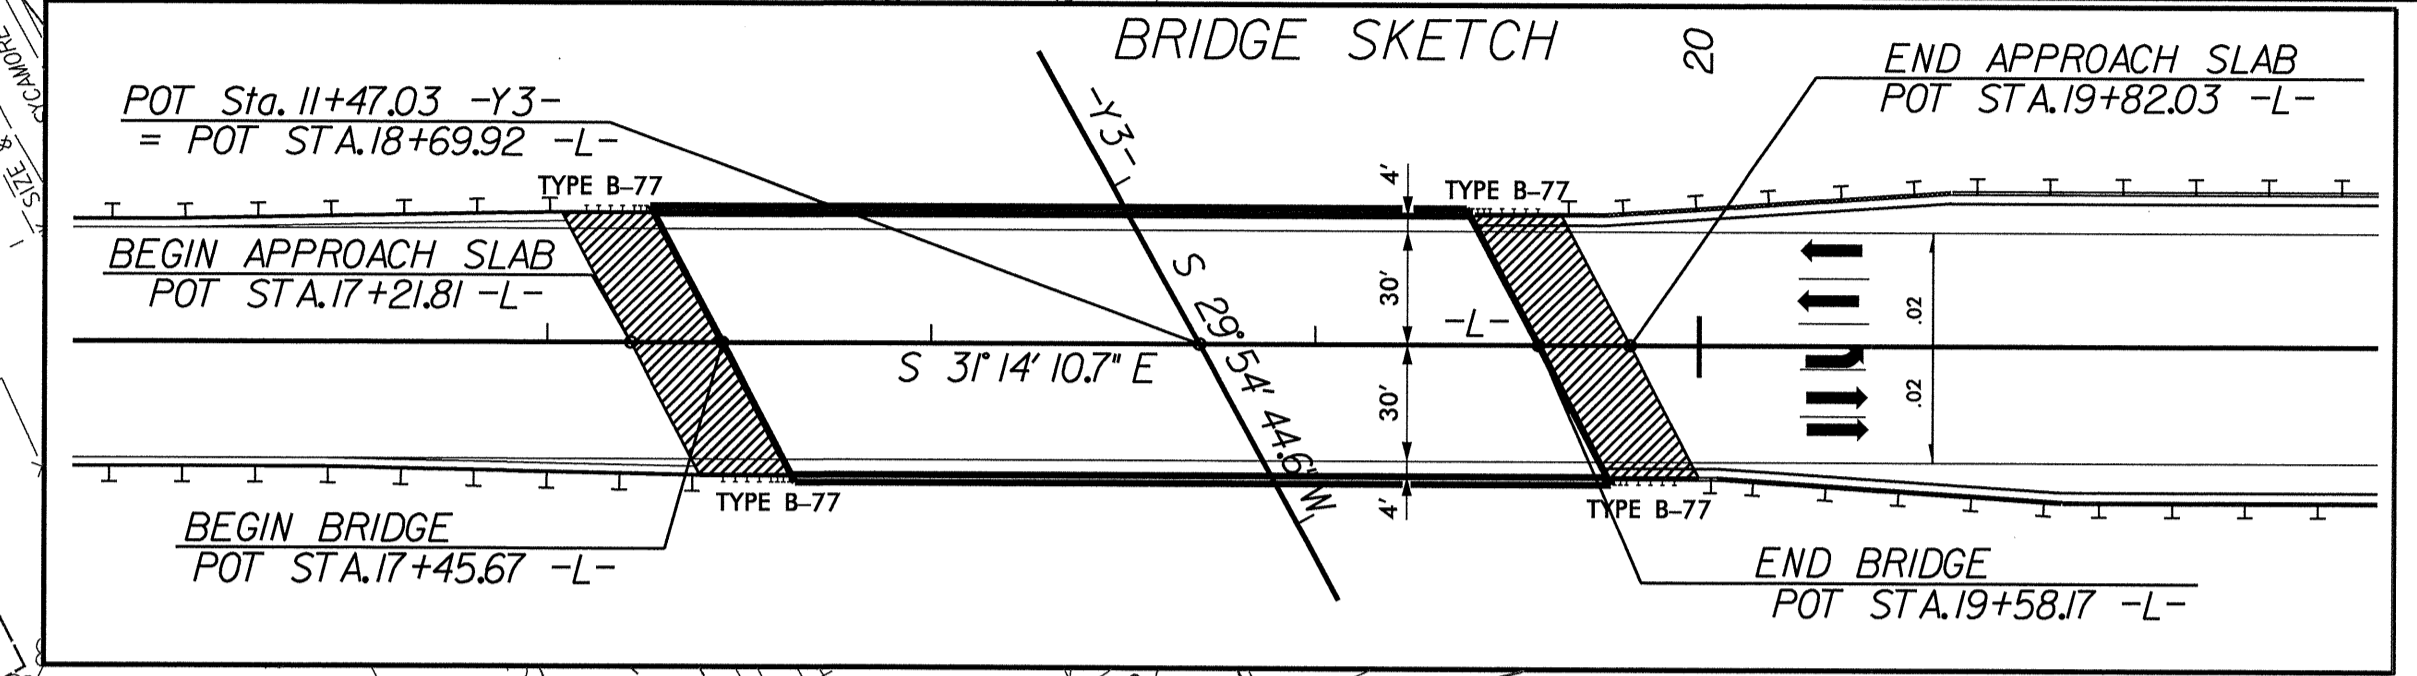 BRIDGE SKETCH
20
END APPROACH SLAB
POT STA.19+82.03 -L-
POT Sta. 11+47.03 -Y3-
= POT STA.18+69.92 -L-
-Y3-
SYCAMORE
SIZE &
TYPE B-77
TYPE B-77
4'
BEGIN APPROACH SLAB
POT STA.17+21.81 -L-
30'
-L-
.02
S 31° 14' 10.7" E
S 29° 54' 44.6" W
30'
.02
TYPE B-77
4'
TYPE B-77
BEGIN BRIDGE
POT STA.17+45.67 -L-
END BRIDGE
POT STA.19+58.17 -L-